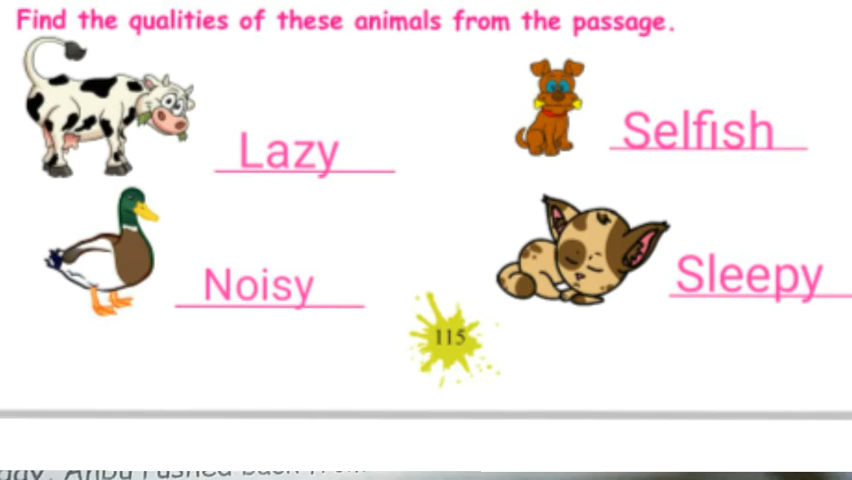 Find the qualities of these animals from the passage.
Lazy
Selfish
Noisy
Sleepy
115